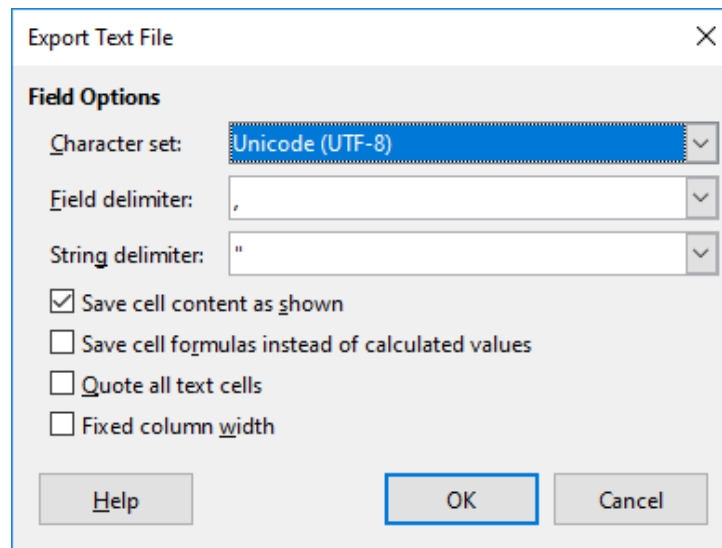 Export Text File
Field Options
Character set: Unicode (UTF-8)
Field delimiter: ,
String delimiter: "
Save cell content as shown
Save cell formulas instead of calculated values
Quote all text cells
Fixed column width
Help OK Cancel